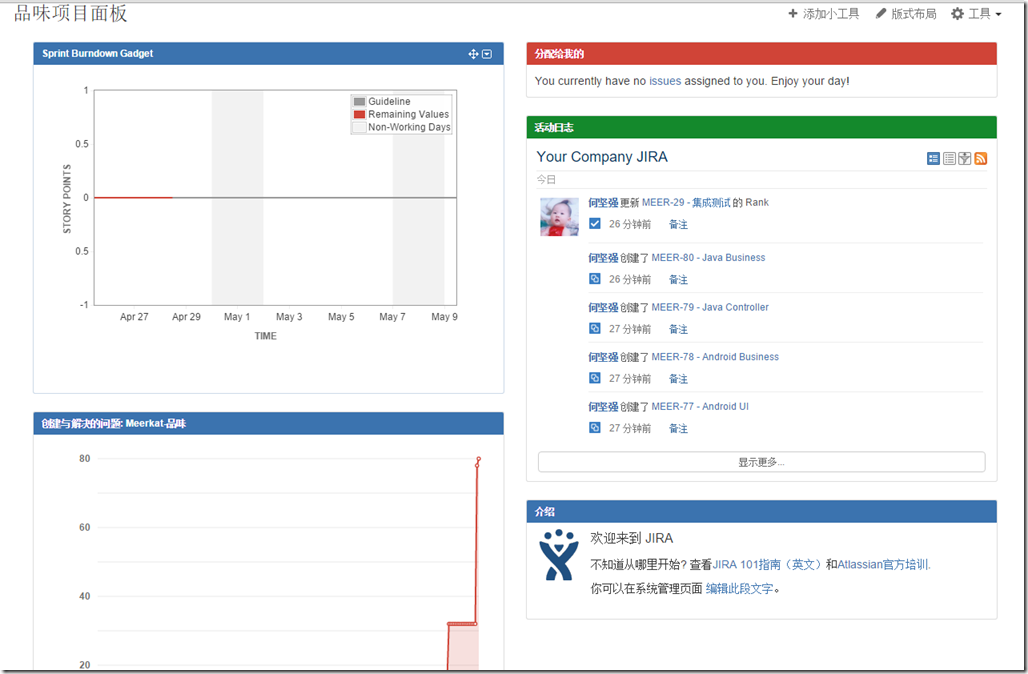 品味项目面板
添加小工具 版式布局 工具
Sprint Burndown Gadget
1
0.5
0
0.5
-1
STORY POINTS
Guideline
Remaining Values
Non-Working Days
Apr 27 Apr 29 May 1 May 3 May 5 May 7 May 9
TIME
创建与解决的问题: Meerkat-品味
80
60
40
20
分配给我的
You currently have no issues assigned to you. Enjoy your day!
活动日志
Your Company JIRA
今日
何坚强 更新 MEER-29 - 集成测试 的 Rank
26 分钟前 备注
何坚强 创建了 MEER-80 - Java Business
26 分钟前 备注
何坚强 创建了 MEER-79 - Java Controller
27 分钟前 备注
何坚强 创建了 MEER-78 - Android Business
27 分钟前 备注
何坚强 创建了 MEER-77 - Android UI
27 分钟前 备注
显示更多...
介绍
欢迎来到 JIRA
不知道从哪里开始? 查看JIRA 101指南（英文）和Atlassian官方培训.
你可以在系统管理页面 编辑此段文字。